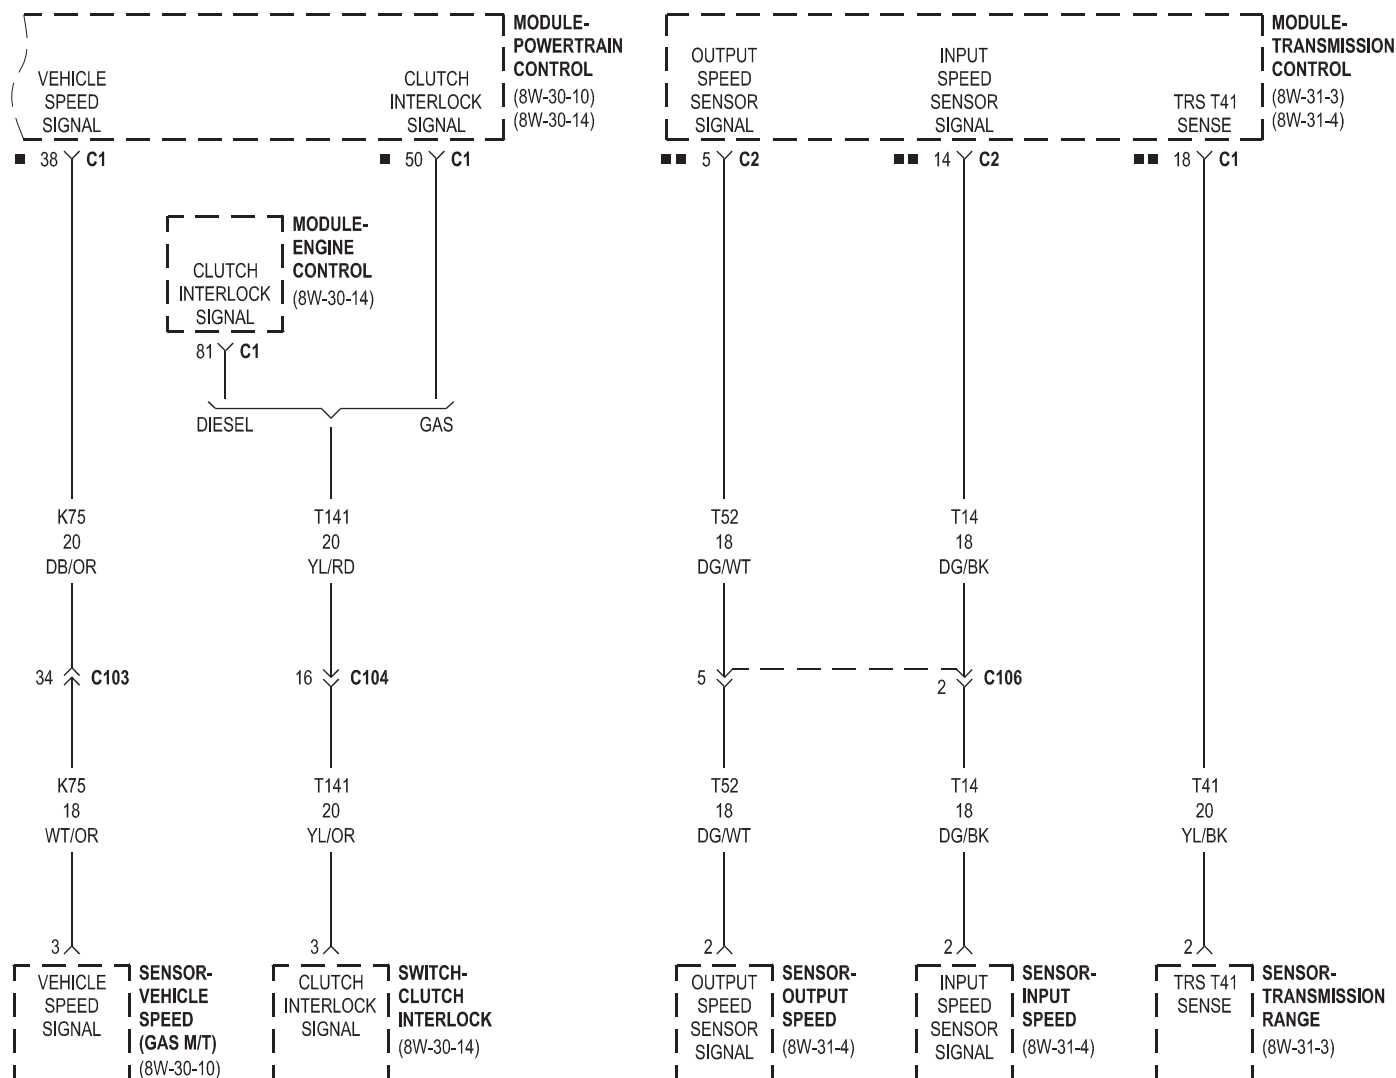 MODULE-
POWERTRAIN
CONTROL
(8W-30-10)
(8W-30-14)
VEHICLE
SPEED
SIGNAL
CLUTCH
INTERLOCK
SIGNAL
38 C1
50 C1
MODULE-
ENGINE
CONTROL
(8W-30-14)
CLUTCH
INTERLOCK
SIGNAL
81 C1
DIESEL
GAS
K75
20
DB/OR
T141
20
YL/RD
34 C103
16 C104
K75
18
WT/OR
T141
20
YL/OR
3
3
VEHICLE
SPEED
SIGNAL
SENSOR-
VEHICLE
SPEED
(GAS M/T)
(8W-30-10)
CLUTCH
INTERLOCK
SIGNAL
SWITCH-
CLUTCH
INTERLOCK
(8W-30-14)
MODULE-
TRANSMISSION
CONTROL
(8W-31-3)
(8W-31-4)
OUTPUT
SPEED
SENSOR
SIGNAL
INPUT
SPEED
SENSOR
SIGNAL
TRS T41
SENSE
5 C2
14 C2
18 C1
T52
18
DG/WT
T14
18
DG/BK
5
2 C106
T52
18
DG/WT
T14
18
DG/BK
T41
20
YL/BK
2
2
2
OUTPUT
SPEED
SENSOR
SIGNAL
SENSOR-
OUTPUT
SPEED
(8W-31-4)
INPUT
SPEED
SENSOR
SIGNAL
SENSOR-
INPUT
SPEED
(8W-31-4)
TRS T41
SENSE
SENSOR-
TRANSMISSION
RANGE
(8W-31-3)